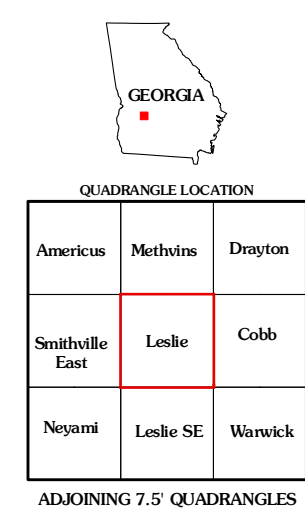 GEORGIA
QUADRANGLE LOCATION
Americus Methvins Drayton
Smithville East Leslie Cobb
Neyami Leslie SE Warwick
ADJOINING 7.5' QUADRANGLES